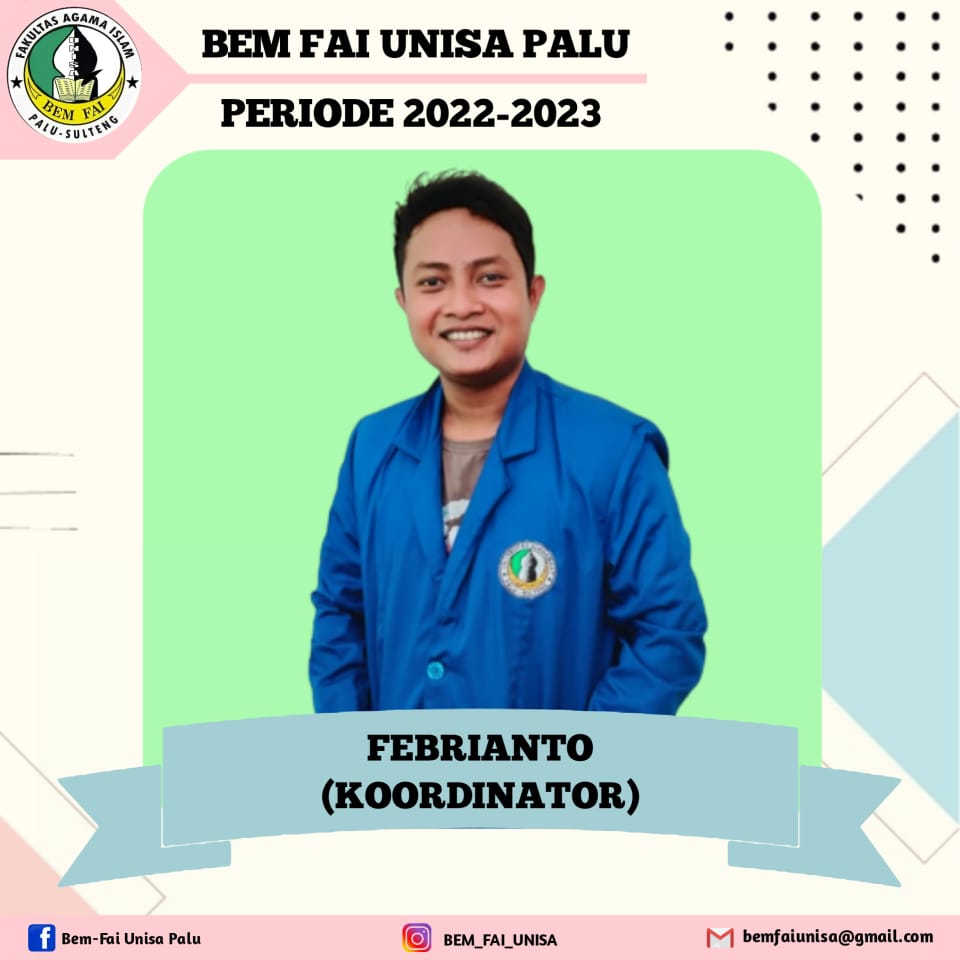 FAKULTAS AGAMA ISLAM
BEM FAI
PALU-SULTENG
BEM FAI UNISA PALU
PERIODE 2022-2023
FEBRIANTO
(KOORDINATOR)
Bem-Fai Unisa Palu
BEM_FAI_UNISA
bemfaiunisa@gmail.com